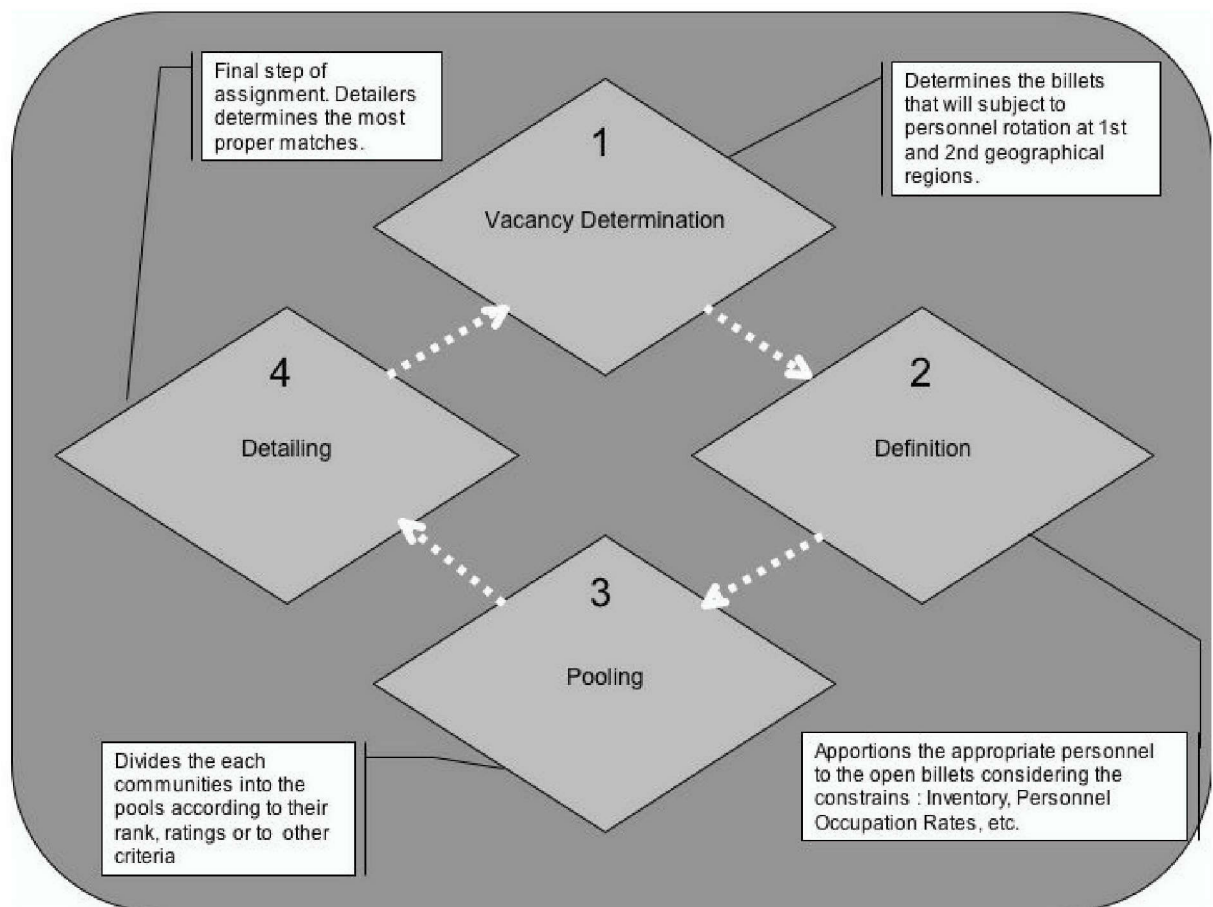 Final step of
assignment. Detailers
determines the most
proper matches.
1
Vacancy Determination
Determines the billets
that will subject to
personnel rotation at 1st
and 2nd geographical
regions.
4
Detailing
2
Definition
3
Pooling
Divides the each
communities into the
pools according to their
rank, ratings or to other
criteria
Apportions the appropriate personnel
to the open billets considering the
constrains : Inventory, Personnel
Occupation Rates, etc.